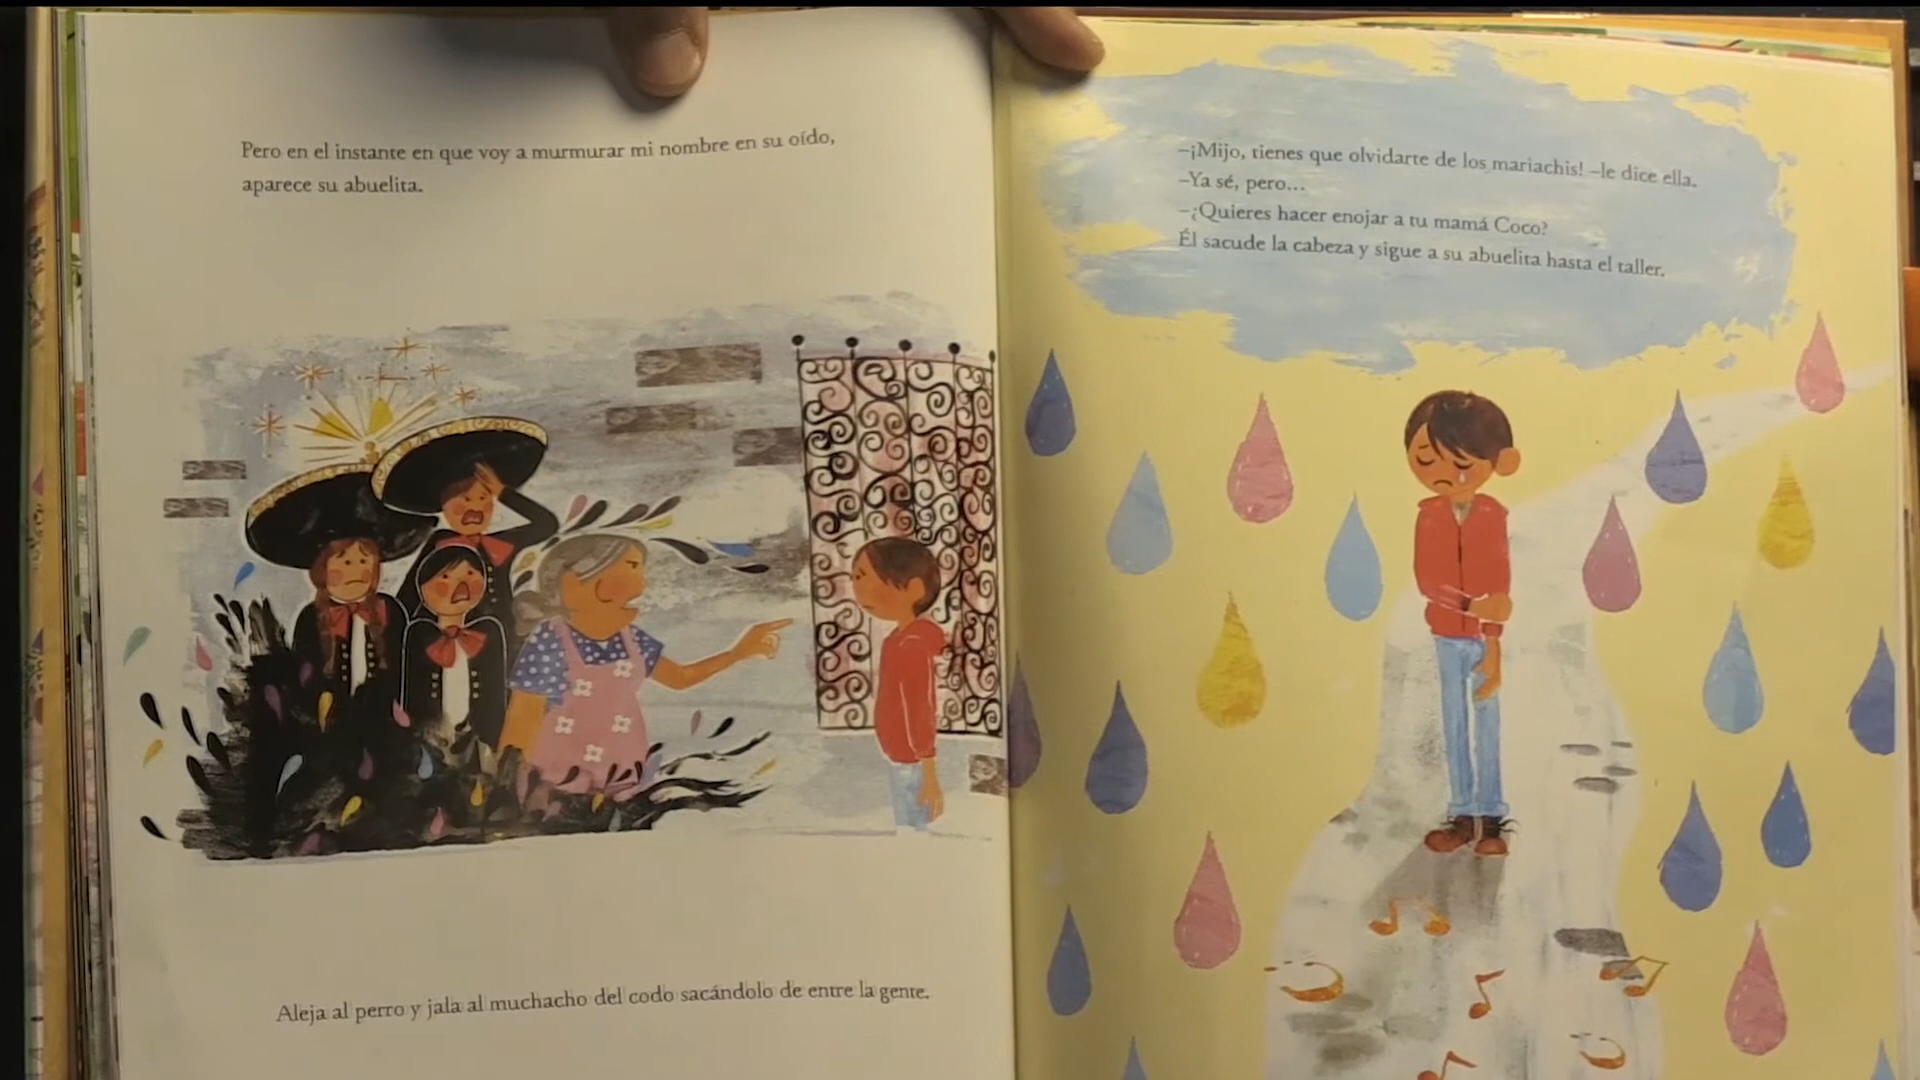 Pero en el instante en que voy a murmurar mi nombre en su oído,
aparece su abuelita.
Aleja al perro y jala al muchacho del codo sacándolo de entre la gente.
–¡Mijo, tienes que olvidarte de los mariachis! –le dice ella.
–Ya sé, pero...
–¿Quieres hacer enojar a tu mamá Coco?
Él sacude la cabeza y sigue a su abuelita hasta el taller.